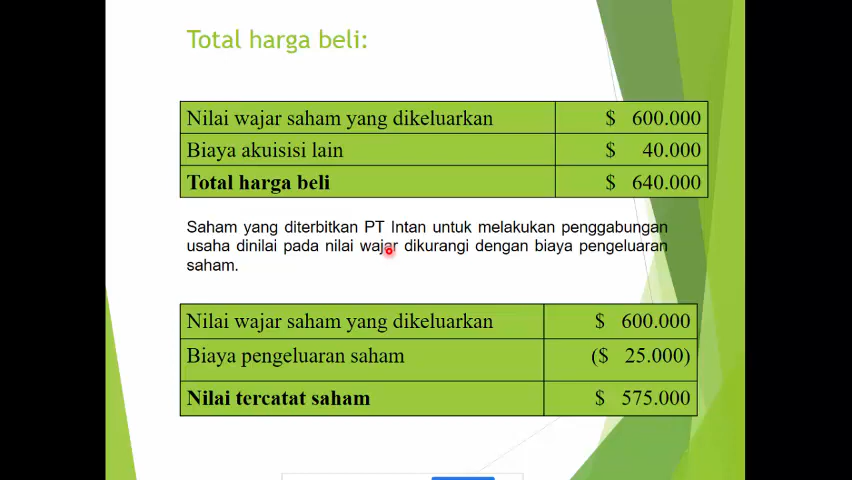 Total harga beli:
Nilai wajar saham yang dikeluarkan $ 600.000
Biaya akuisisi lain $ 40.000
Total harga beli $ 640.000
Saham yang diterbitkan PT Intan untuk melakukan penggabungan
usaha dinilai pada nilai wajar dikurangi dengan biaya pengeluaran
saham.
Nilai wajar saham yang dikeluarkan $ 600.000
Biaya pengeluaran saham ($ 25.000)
Nilai tercatat saham $ 575.000